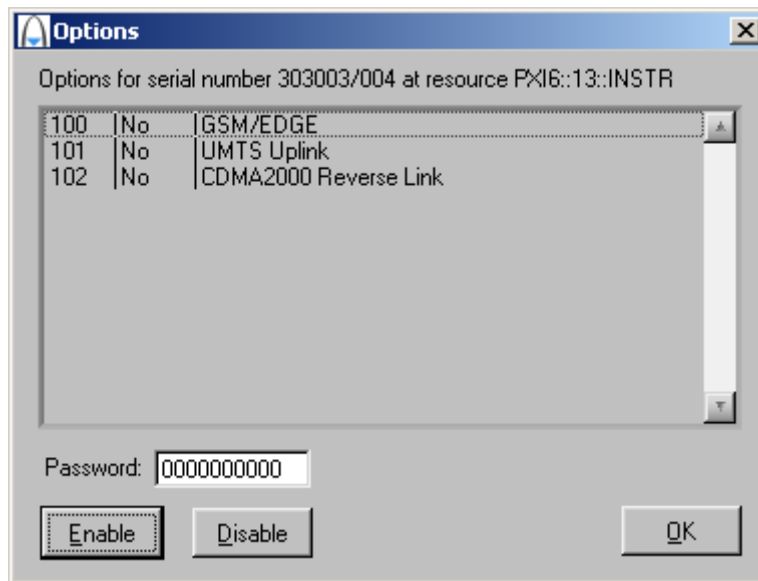 Options
Options for serial number 303003/004 at resource PXI6::13::INSTR
100 |No |GSM/EDGE
101 |No |UMTS Uplink
102 |No |CDMA2000 Reverse Link
Password: 0000000000
Enable Disable OK